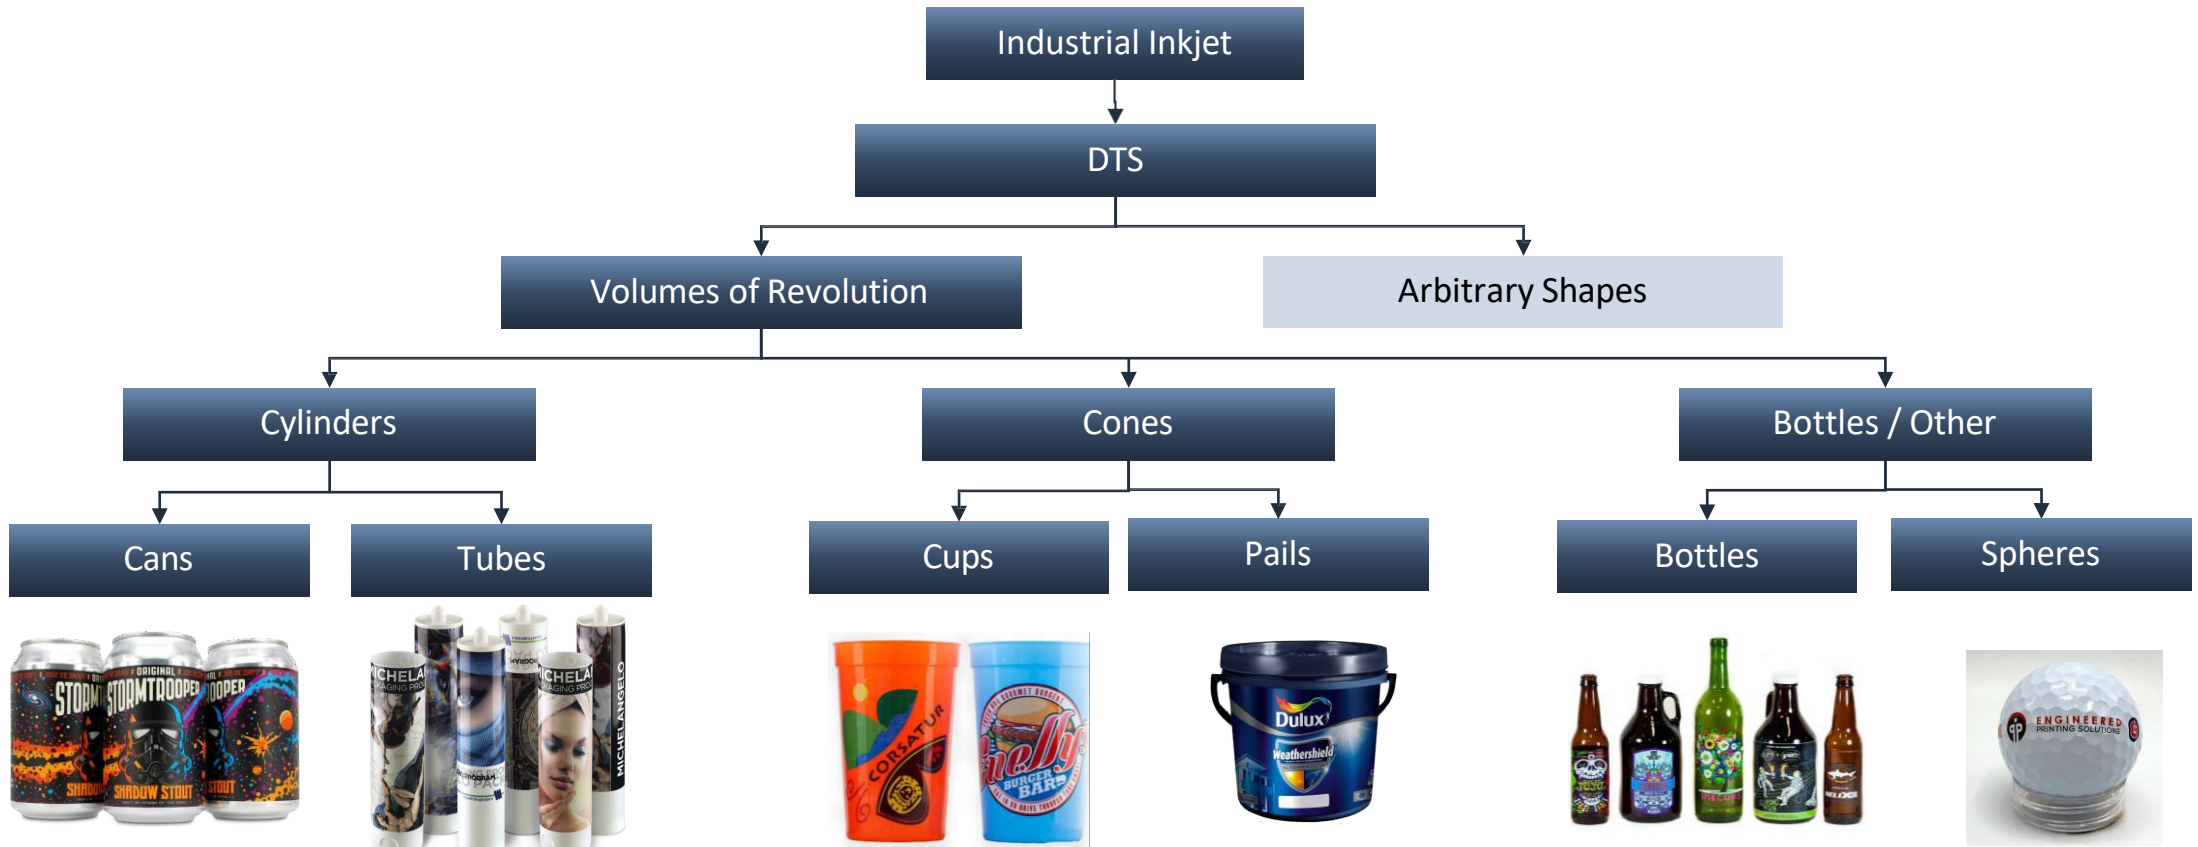 Industrial Inkjet
DTS
Volumes of Revolution
Arbitrary Shapes
Cylinders
Cones
Bottles / Other
Cans
Tubes
Cups
Pails
Bottles
Spheres
ORIGINAL
STORMTROOPER
SHADOW STOUT
STOUT
MICHELANGELO
CORSATUR
BURGER
BARS
Dulux
Weathershield
ENGINEERED
PRINTING SOLUTIONS